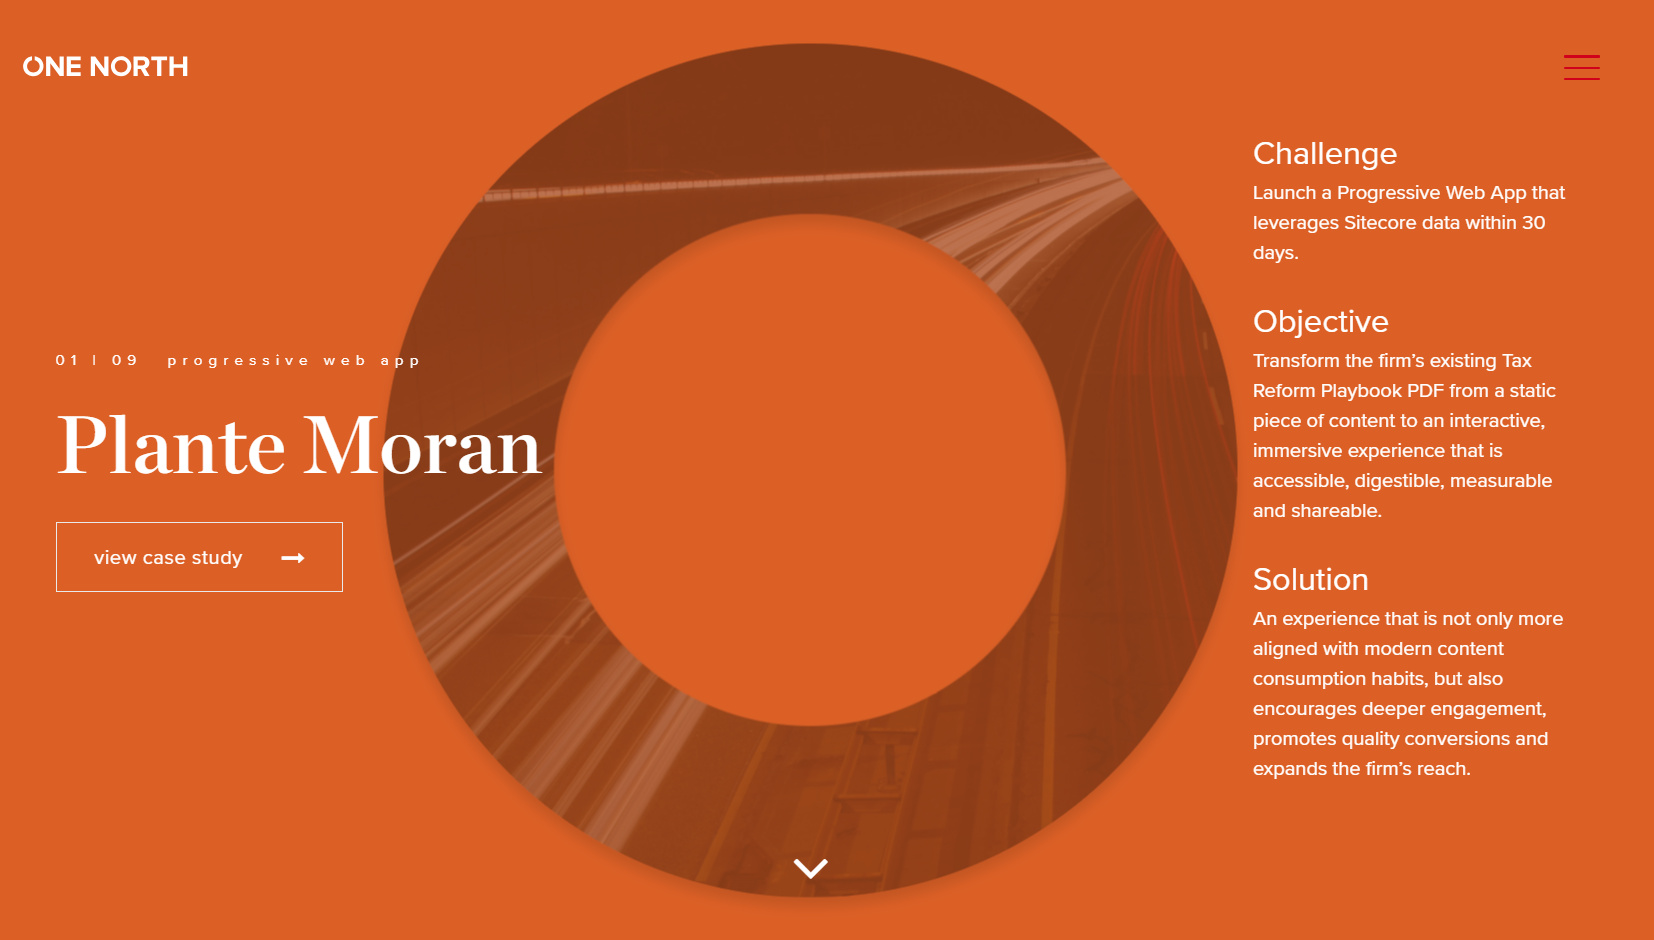 ONE NORTH
01 | 09 progressive web app
Plante Moran
view case study
Challenge
Launch a Progressive Web App that
leverages Sitecore data within 30
days.
Objective
Transform the firm’s existing Tax
Reform Playbook PDF from a static
piece of content to an interactive,
immersive experience that is
accessible, digestible, measurable
and shareable.
Solution
An experience that is not only more
aligned with modern content
consumption habits, but also
encourages deeper engagement,
promotes quality conversions and
expands the firm’s reach.